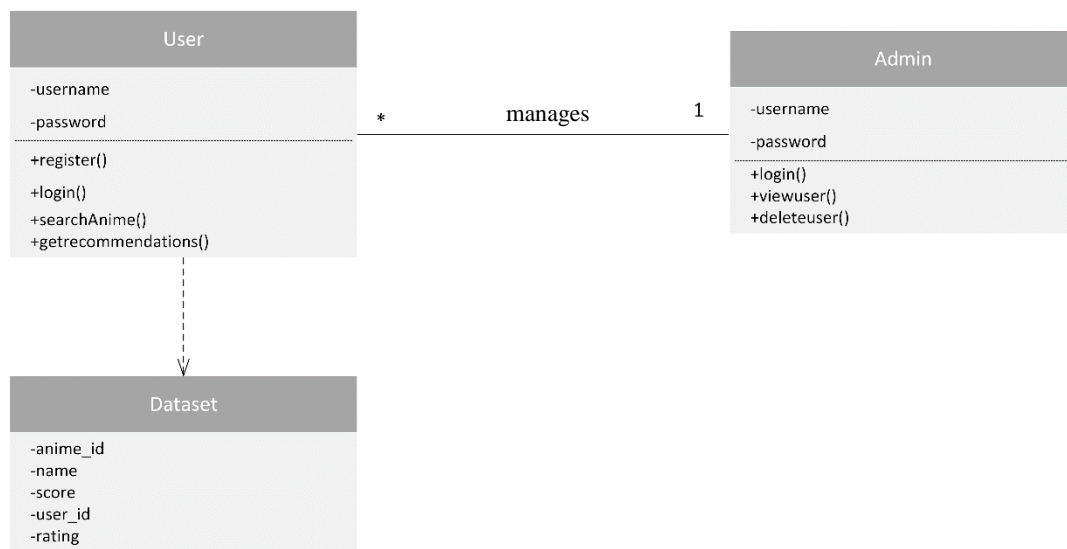 User
-username
-password
+register()
+login()
+searchAnime()
+getrecommendations()
* manages 1
Admin
-username
-password
+login()
+viewuser()
+deleteuser()
Dataset
-anime_id
-name
-score
-user_id
-rating